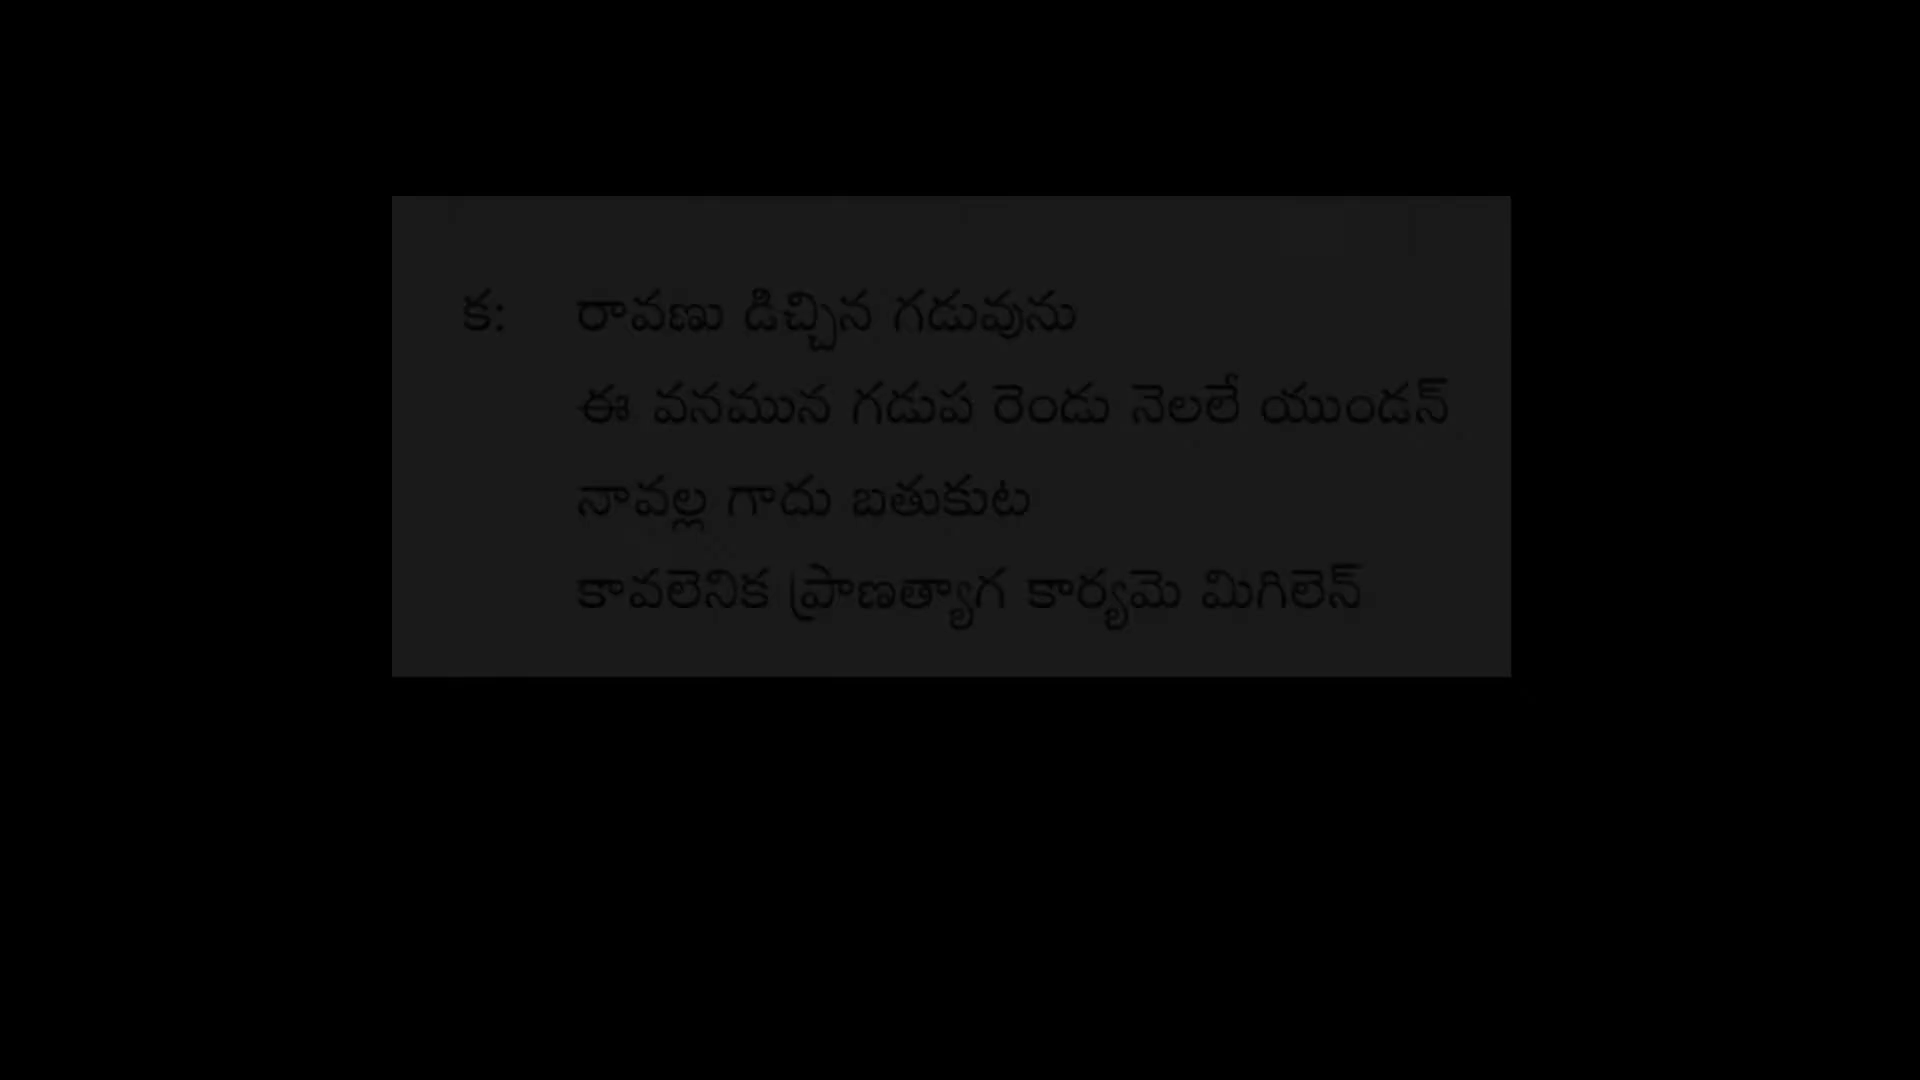 క: రావణు డిచ్చిన గడువును
ఈ వనమున గడుప రెండు నెలలే యుండన్
నావల్ల గాదు బతుకుట
కావలెనిక ప్రాణత్యాగ కార్యమె మిగిలెన్